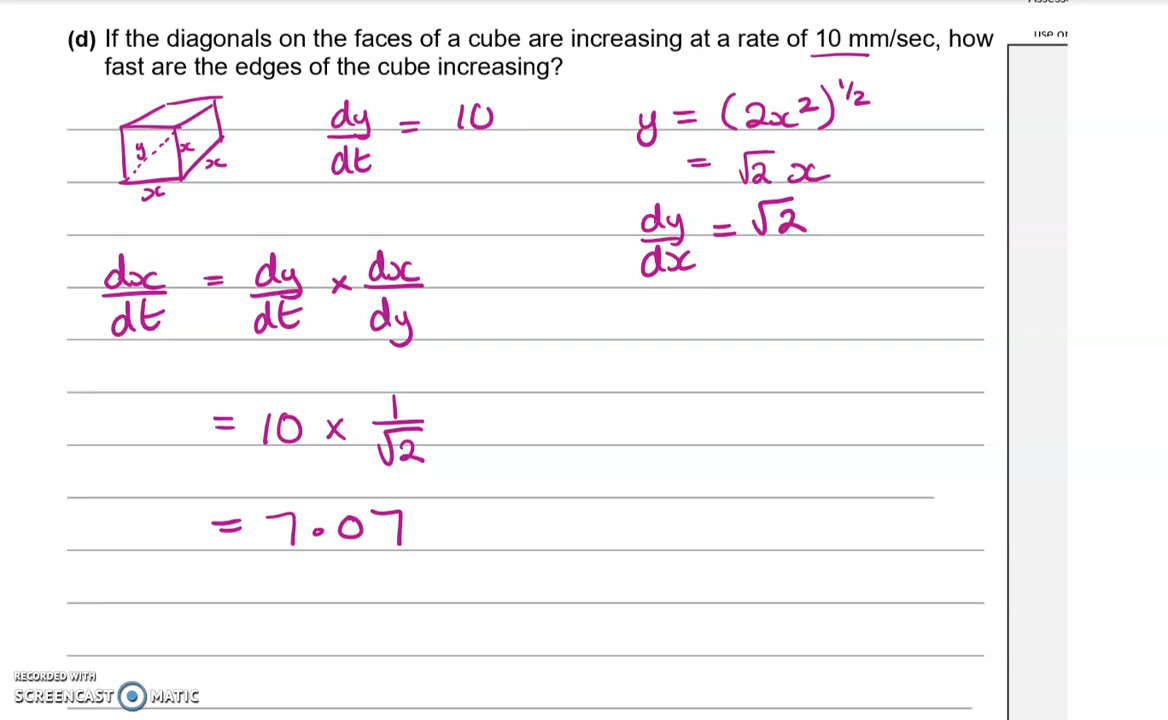 (d) If the diagonals on the faces of a cube are increasing at a rate of 10 mm/sec, how
fast are the edges of the cube increasing?
y x x x
dy/dt = 10
y = (2x²)^1/2
= √2 x
dy/dx = √2
dx/dt = dy/dt × dx/dy
= 10 × 1/√2
= 7.07
RECORDED WITH
SCREENCAST MATIC